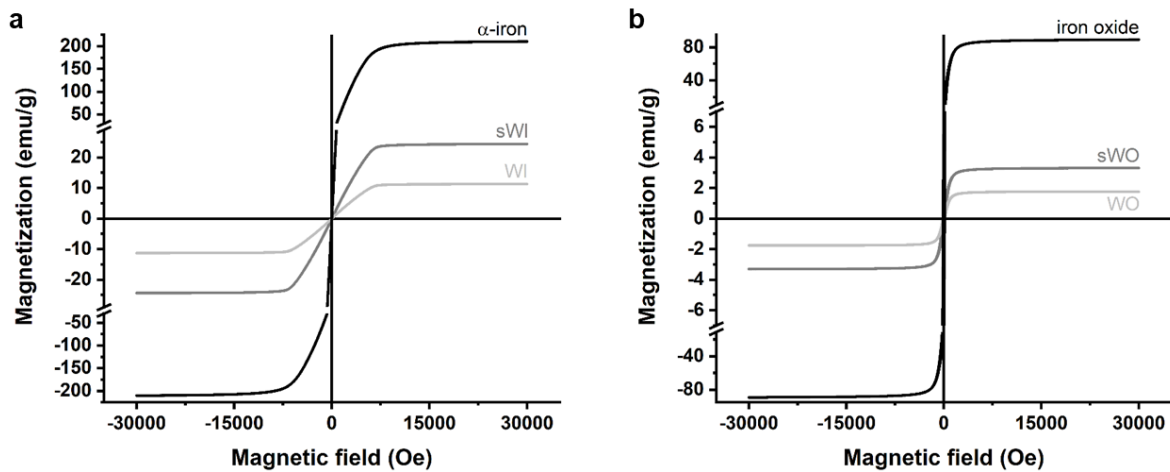 a
α-iron
200
150
100
50
20
10
0
-10
-20
-50
-100
-150
-200
sWI
WI
Magnetization (emu/g)
-30000 -15000 0 15000 30000
Magnetic field (Oe)
b
iron oxide
80
40
6
4
2
0
-2
-4
-6
-40
-80
sWO
WO
Magnetization (emu/g)
-30000 -15000 0 15000 30000
Magnetic field (Oe)